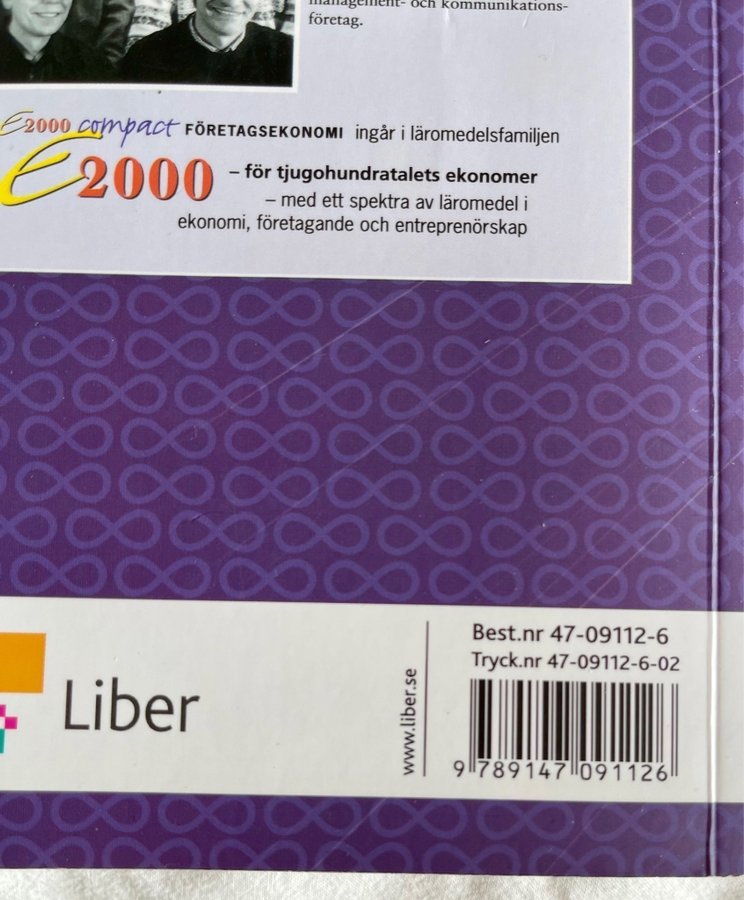 management- och kommunikations-
företag.
E2000 compact FÖRETAGSEKONOMI ingår i läromedelsfamiljen
E2000 – för tjugohundratalets ekonomer
– med ett spektra av läromedel i
ekonomi, företagande och entreprenörskap
Best.nr 47-09112-6
Tryck.nr 47-09112-6-02
Liber
www.liber.se
9 789147 091126